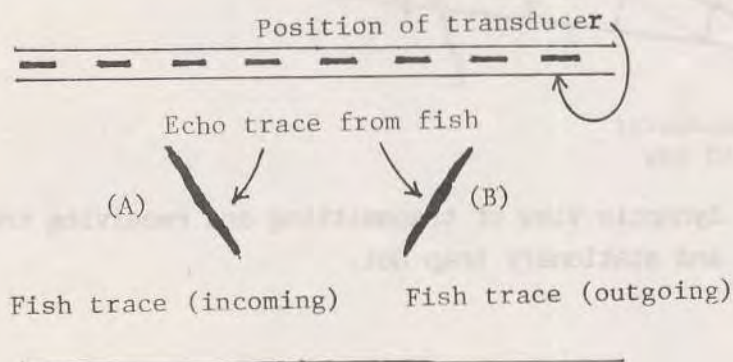 Position of transducer
Echo trace from fish
(A)
(B)
Fish trace (incoming)
Fish trace (outgoing)